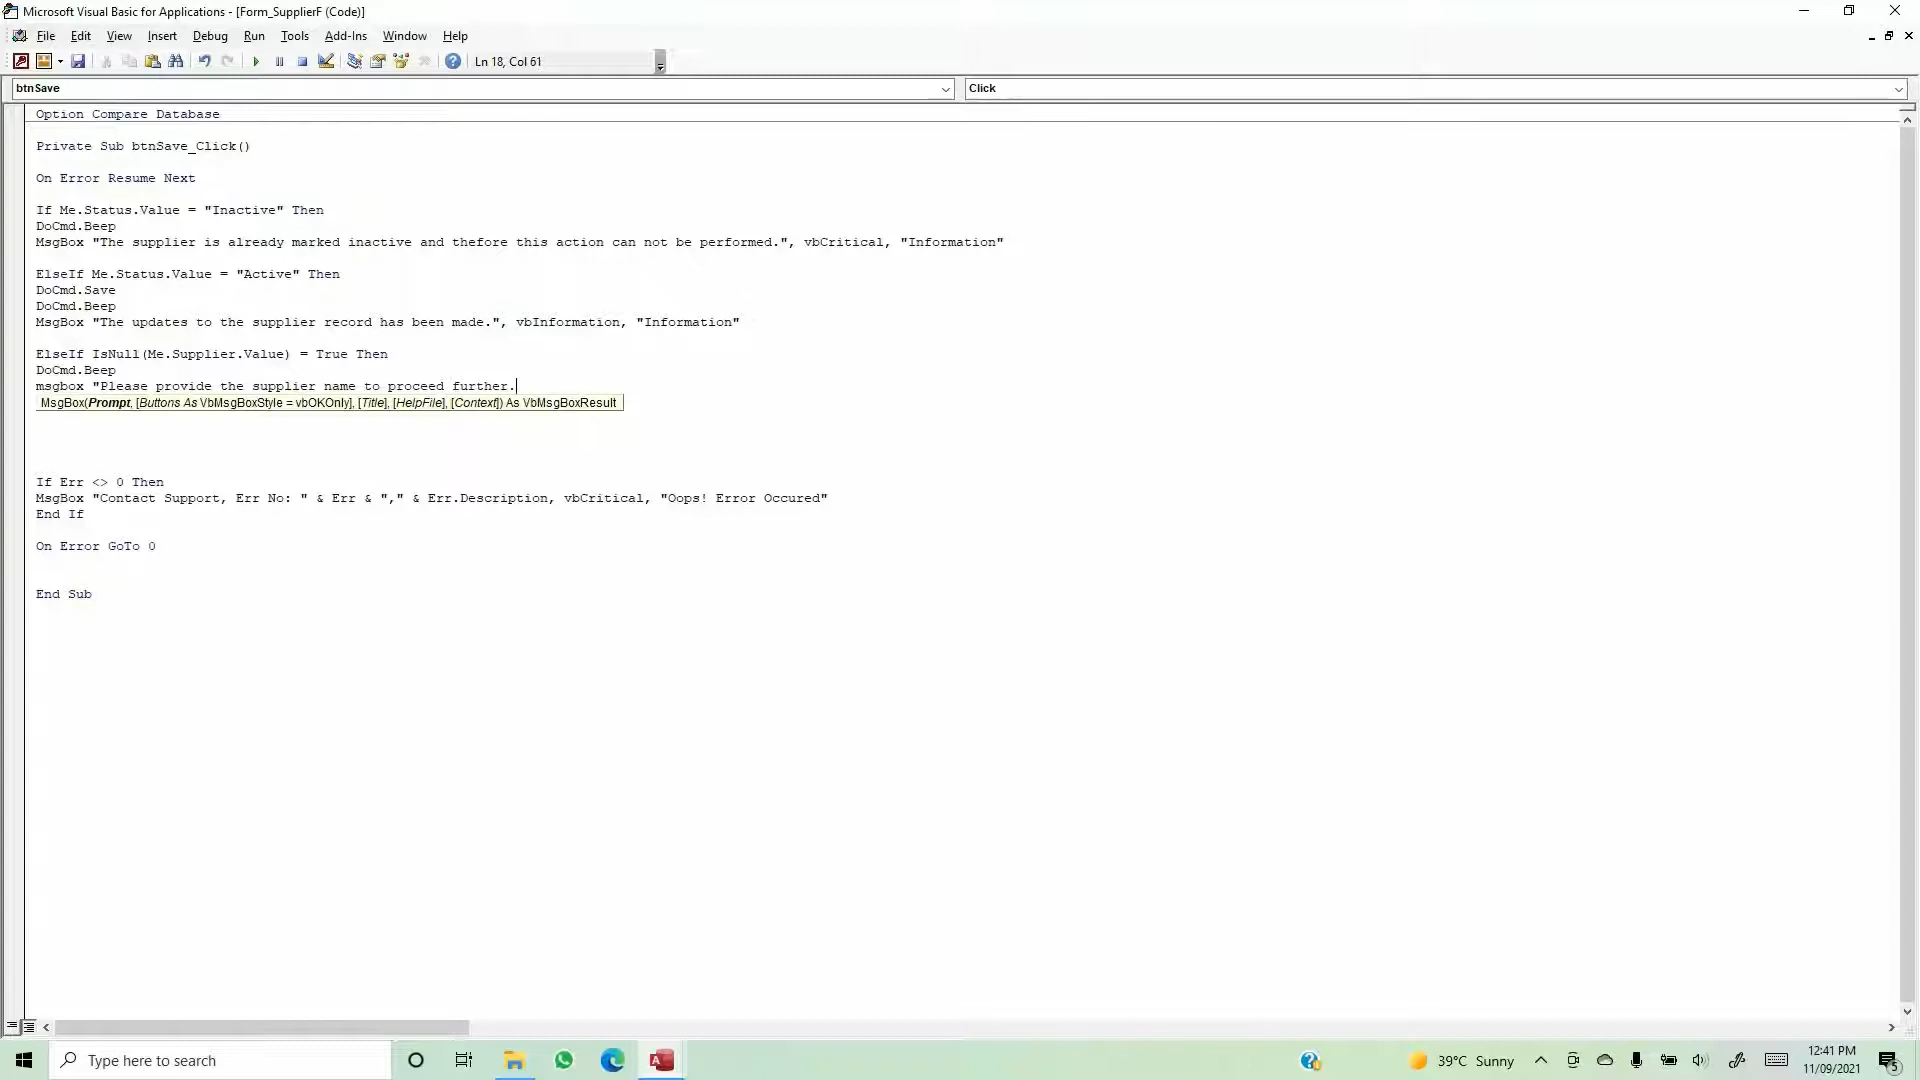 Microsoft Visual Basic for Applications - [Form_SupplierF (Code)]
File Edit View Insert Debug Run Tools Add-Ins Window Help
Ln 18, Col 61
btnSave Click
Option Compare Database
Private Sub btnSave_Click()
On Error Resume Next
If Me.Status.Value = "Inactive" Then
DoCmd.Beep
MsgBox "The supplier is already marked inactive and thefore this action can not be performed.", vbCritical, "Information"
ElseIf Me.Status.Value = "Active" Then
DoCmd.Save
DoCmd.Beep
MsgBox "The updates to the supplier record has been made.", vbInformation, "Information"
ElseIf IsNull(Me.Supplier.Value) = True Then
DoCmd.Beep
msgbox "Please provide the supplier name to proceed further.
MsgBox(Prompt, [Buttons As VbMsgBoxStyle = vbOKOnly], [Title], [HelpFile], [Context]) As VbMsgBoxResult
If Err <> 0 Then
MsgBox "Contact Support, Err No: " & Err & "," & Err.Description, vbCritical, "Oops! Error Occured"
End If
On Error GoTo 0
End Sub
Type here to search
39°C Sunny
12:41 PM
11/09/2021
5